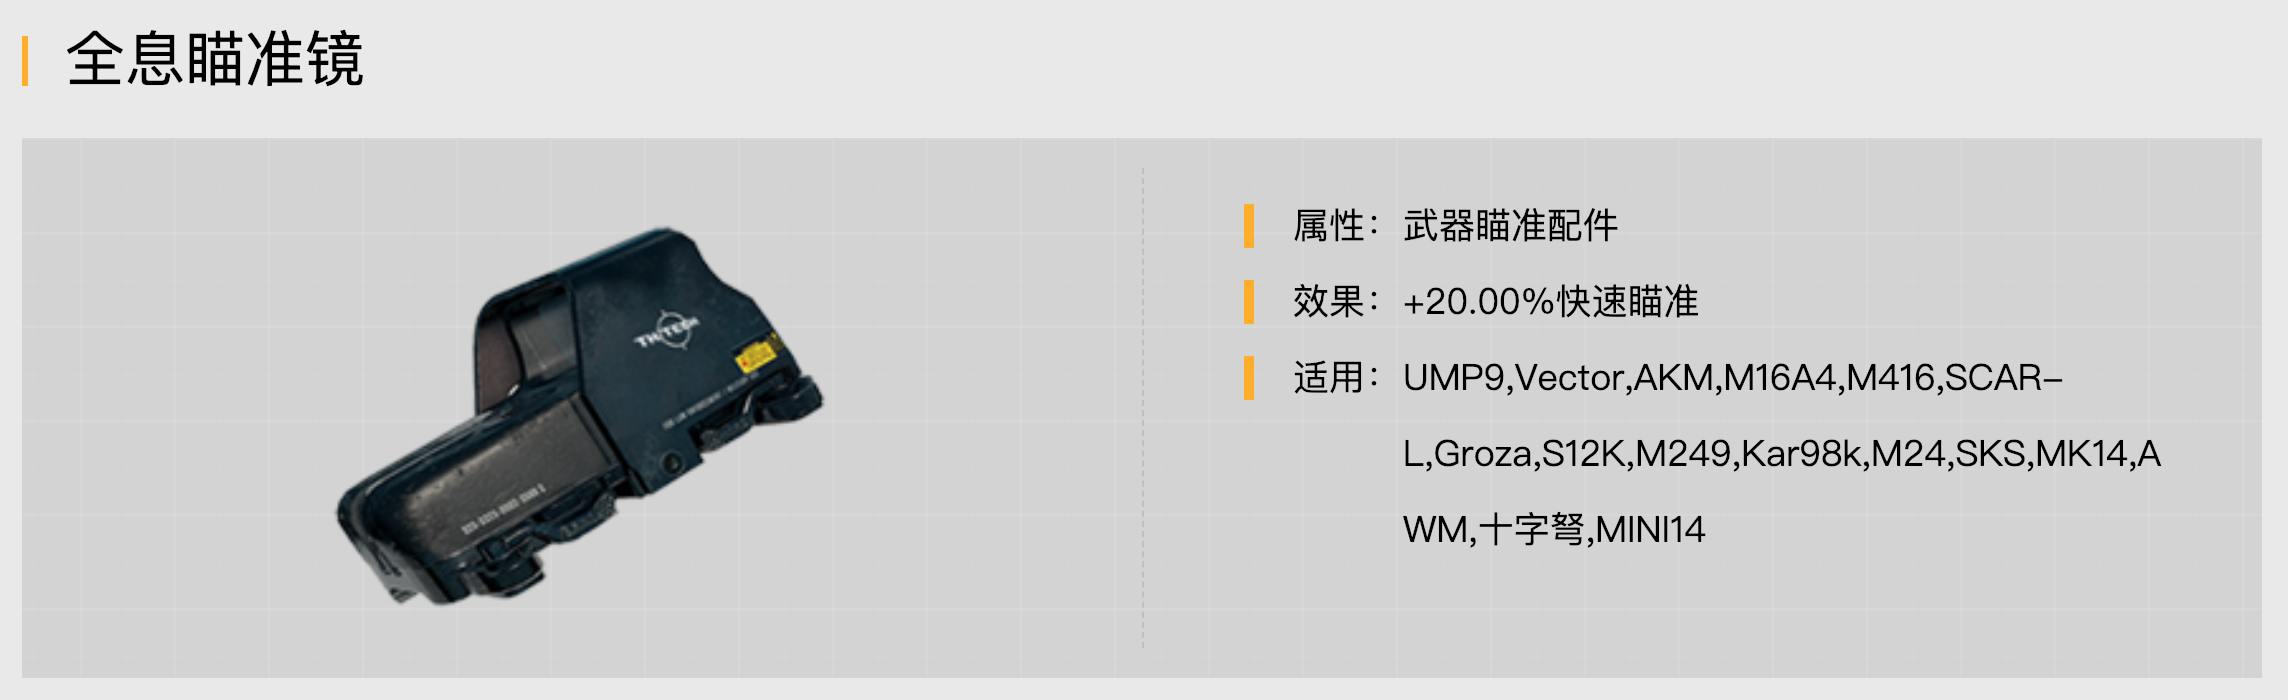 全息瞄准镜
属性：武器瞄准配件
效果：+20.00%快速瞄准
适用：UMP9,Vector,AKM,M16A4,M416,SCAR-
L,Groza,S12K,M249,Kar98k,M24,SKS,MK14,A
WM,十字弩,MINI14
TH-TECH